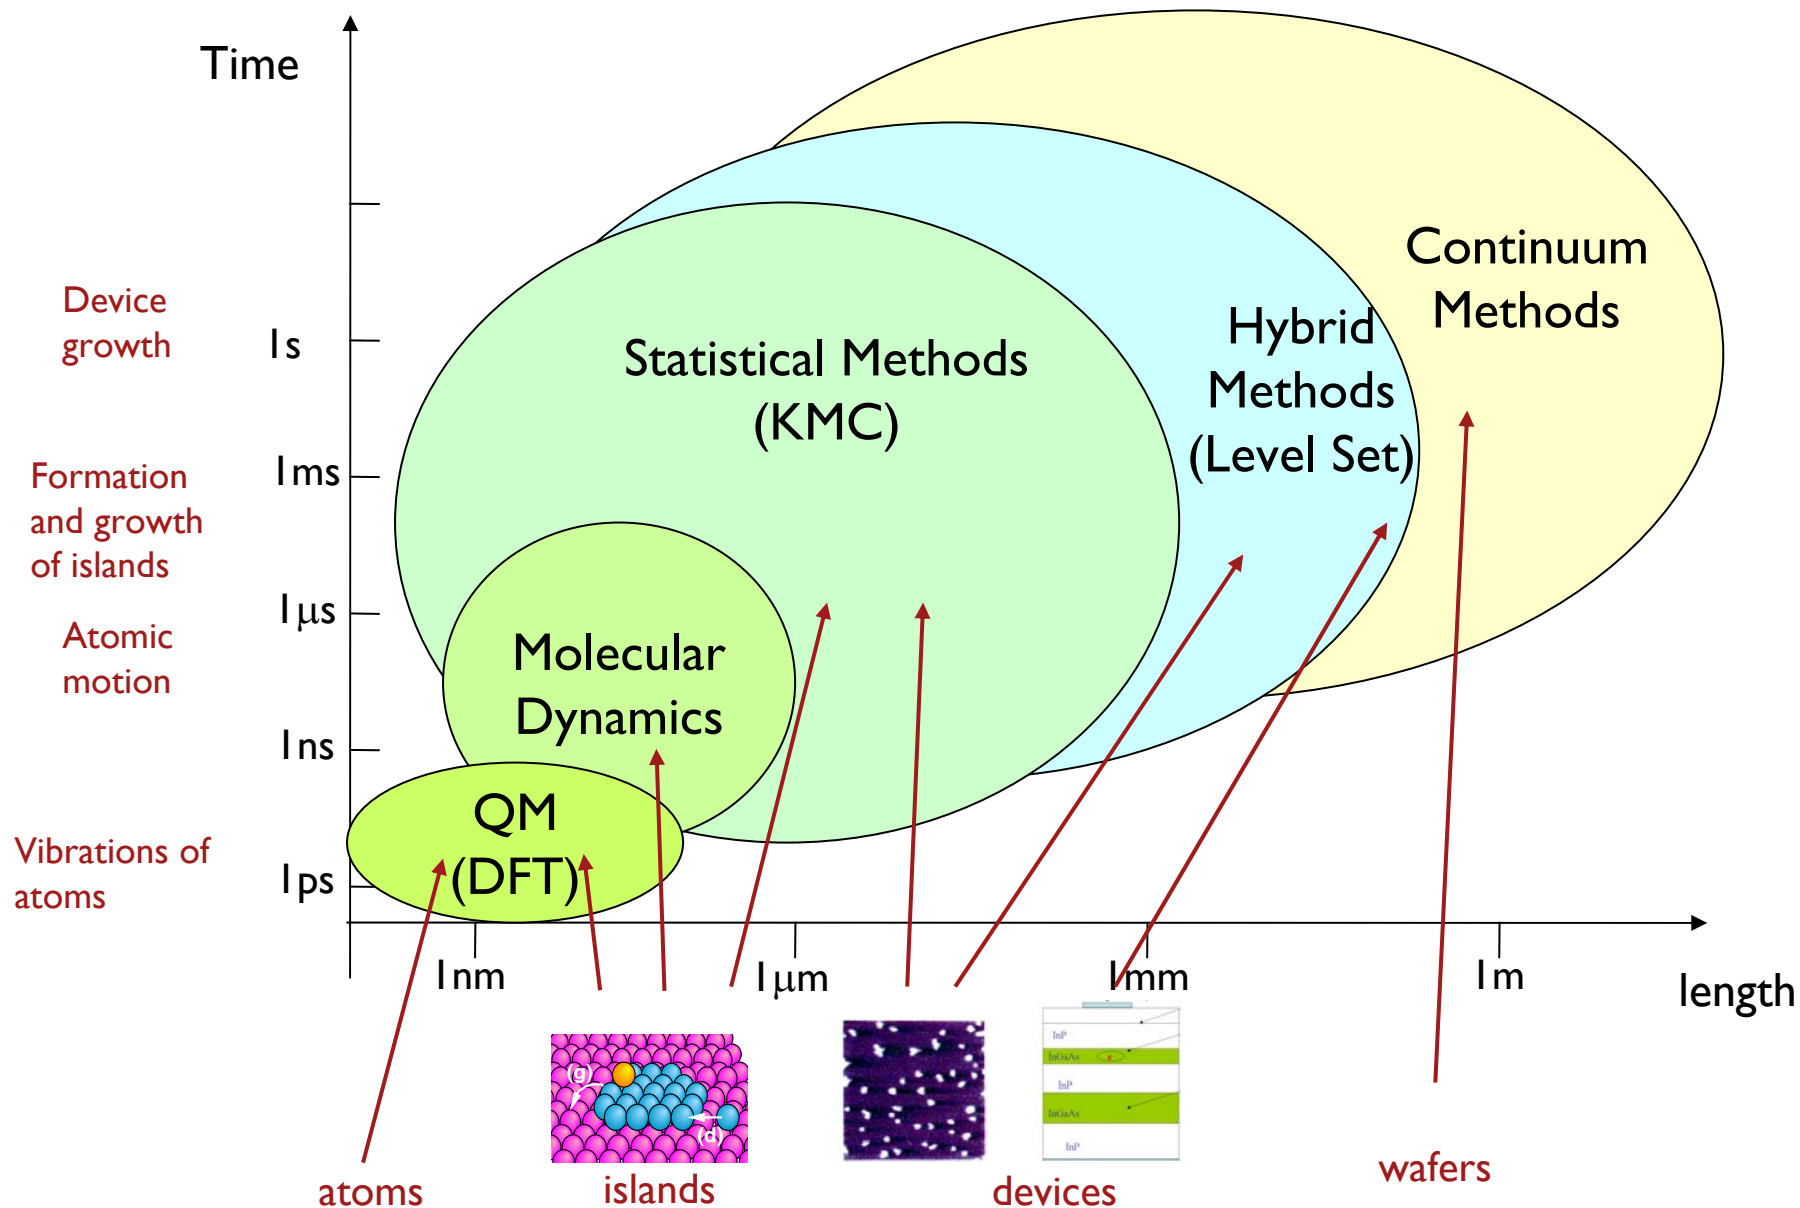 Time
Continuum
Methods
Hybrid
Methods
(Level Set)
Statistical Methods
(KMC)
Molecular
Dynamics
QM
(DFT)
Device
growth
Formation
and growth
of islands
Atomic
motion
Vibrations of
atoms
1s
1ms
1μs
1ns
1ps
1nm
1μm
1mm
1m
length
(g)
(d)
InP
InGaAs
e
InP
InGaAs
InP
atoms
islands
devices
wafers